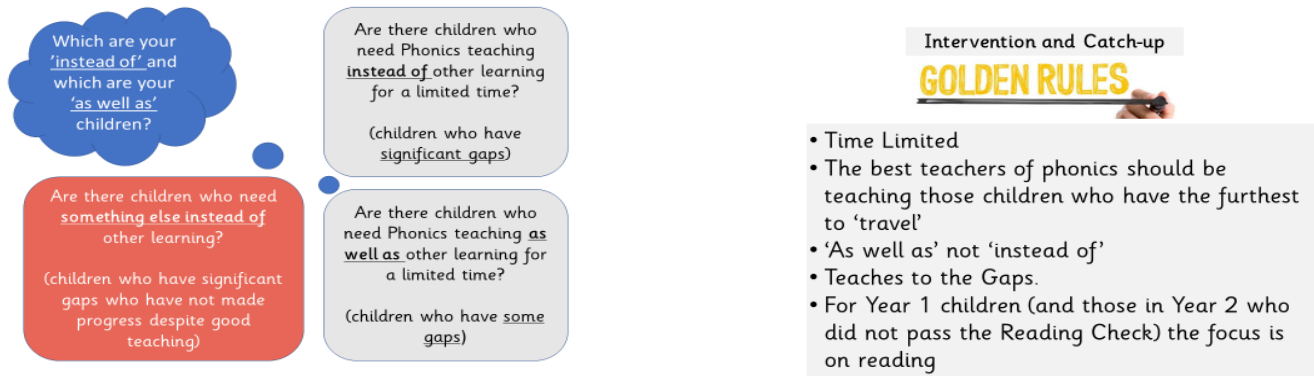 Which are your
'instead of' and
which are your
'as well as'
children?
Are there children who
need Phonics teaching
instead of other learning
for a limited time?
(children who have
significant gaps)
Are there children who need
something else instead of
other learning?
(children who have significant
gaps who have not made
progress despite good
teaching)
Are there children who
need Phonics teaching as
well as other learning for
a limited time?
(children who have some
gaps)
Intervention and Catch-up
GOLDEN RULES
• Time Limited
• The best teachers of phonics should be
teaching those children who have the furthest
to 'travel'
• 'As well as' not 'instead of'
• Teaches to the Gaps.
• For Year 1 children (and those in Year 2 who
did not pass the Reading Check) the focus is
on reading